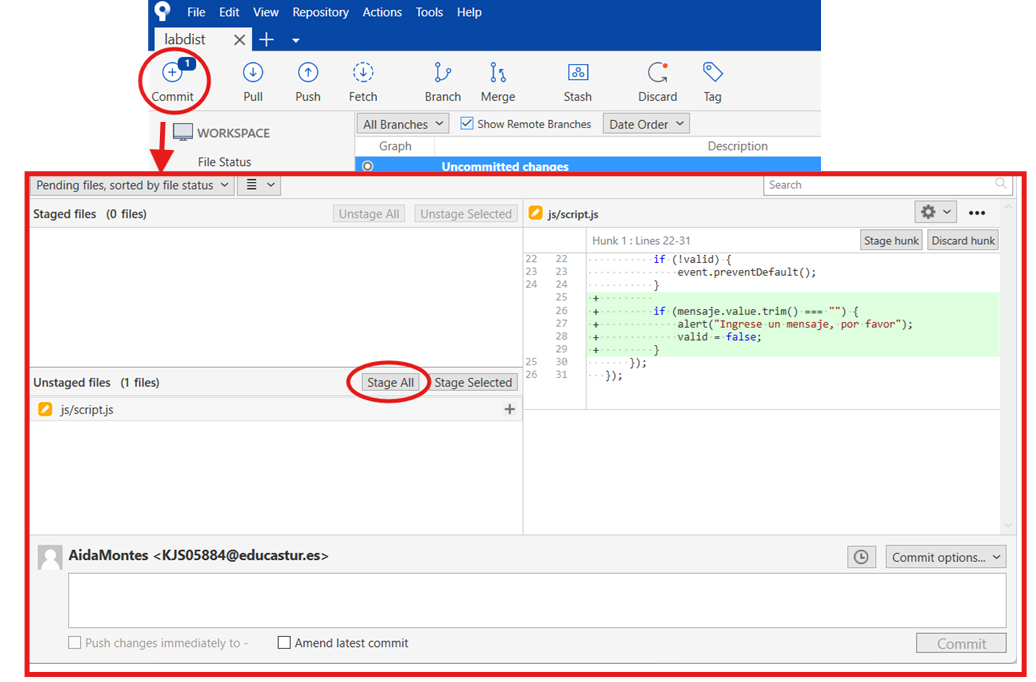 File Edit View Repository Actions Tools Help
labdist
1
Commit Pull Push Fetch Branch Merge Stash Discard Tag
WORKSPACE
File Status
All Branches Show Remote Branches Date Order
Graph Description
Uncommitted changes
Pending files, sorted by file status Search
Staged files (0 files) Unstage All Unstage Selected
js/script.js
Hunk 1 : Lines 22-31 Stage hunk Discard hunk
22 22 if (!valid) {
23 23 event.preventDefault();
24 24 }
25 +
26 + if (mensaje.value.trim() === "") {
27 + alert("Ingrese un mensaje, por favor");
28 + valid = false;
29 + }
25 30 });
26 31 });
Unstaged files (1 files) Stage All Stage Selected
js/script.js
AidaMontes <KJS05884@educastur.es>
Commit options...
Push changes immediately to - Amend latest commit Commit